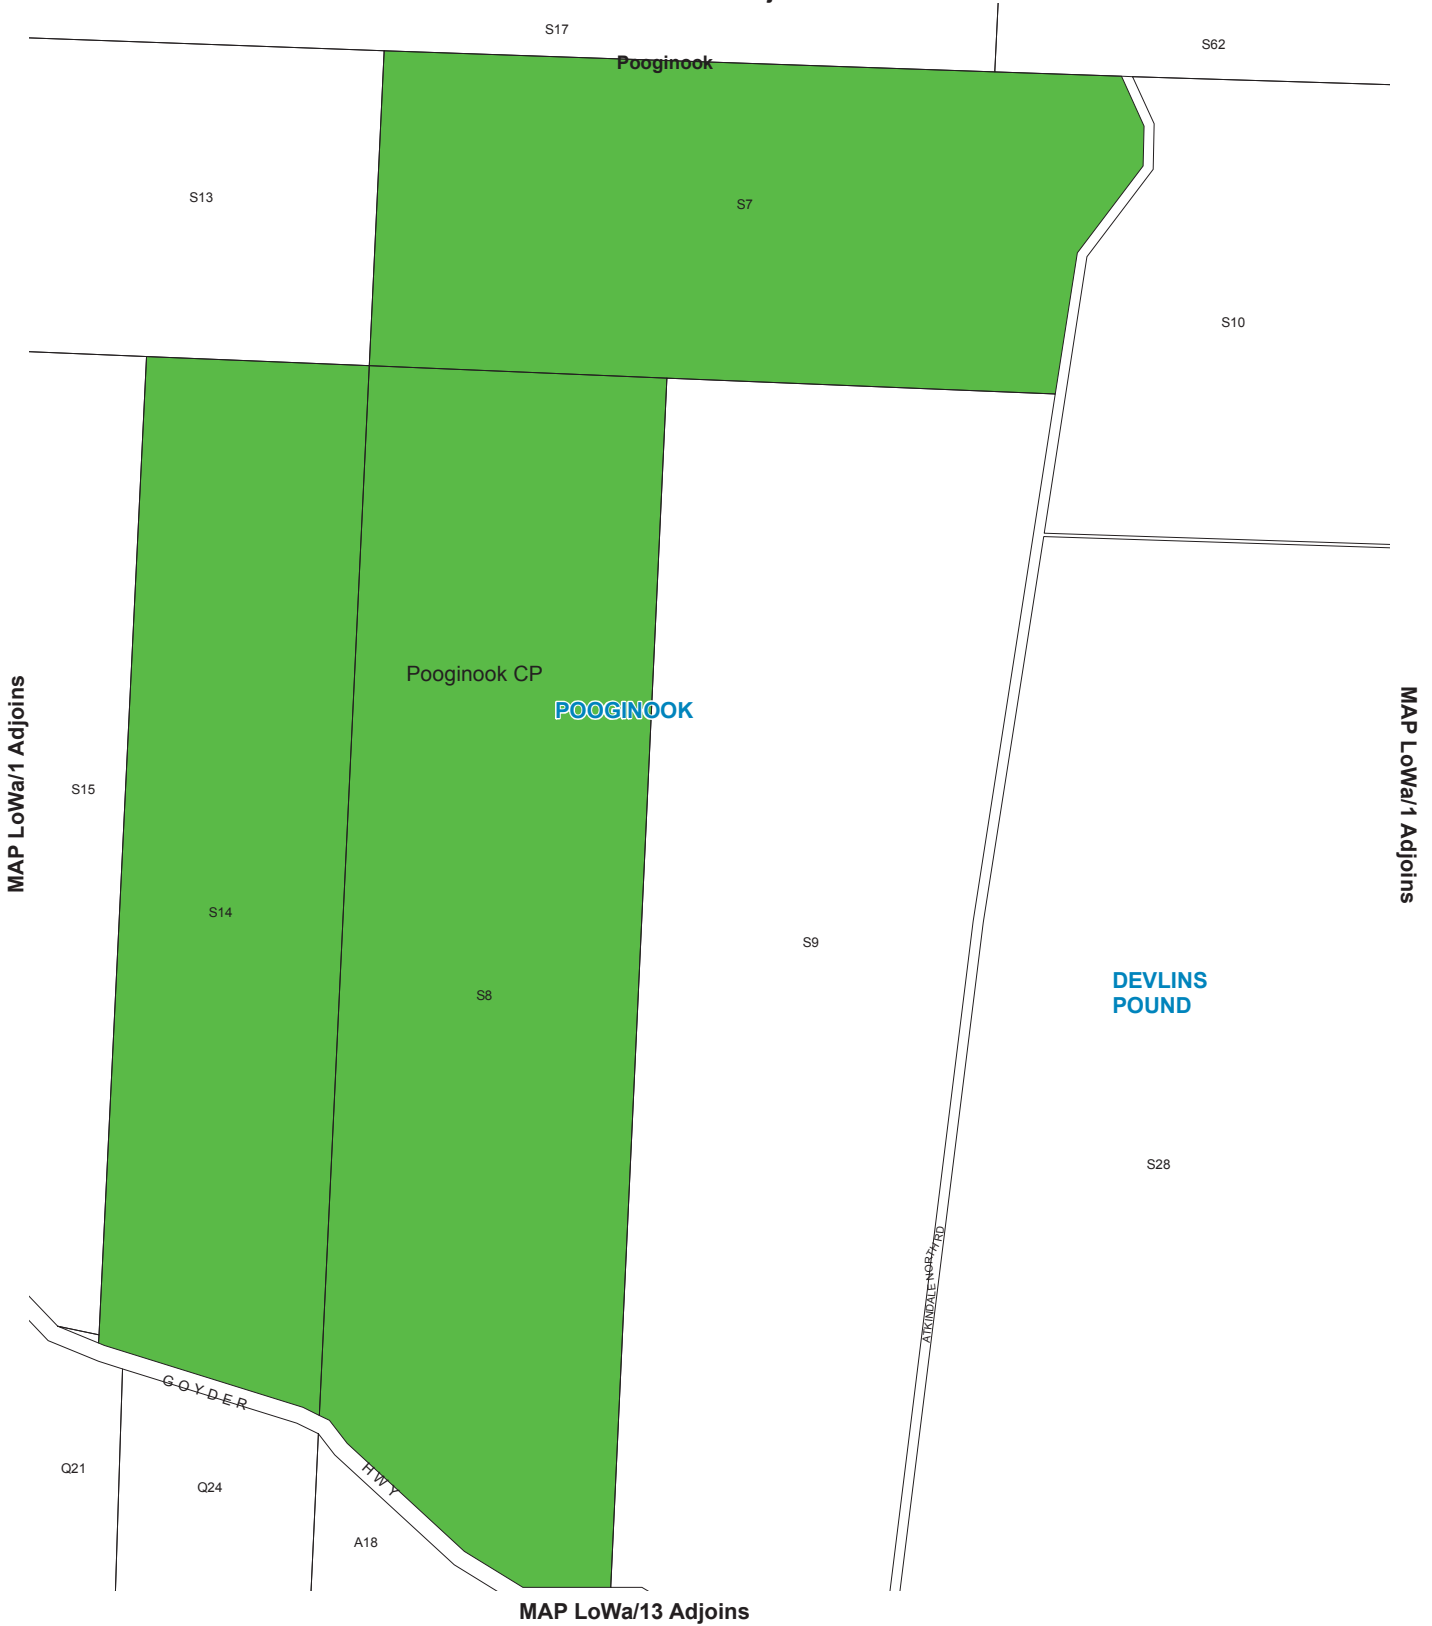 S17
S62
Pooginook
S13
S7
S10
Pooginook CP
POOGINOOK
MAP LoWa/1 Adjoins
MAP LoWa/1 Adjoins
S15
S14
S9
DEVLINS
POUND
S8
S28
ATKINDALE NORTH RD
GOYDER
HWY
Q21
Q24
A18
MAP LoWa/13 Adjoins